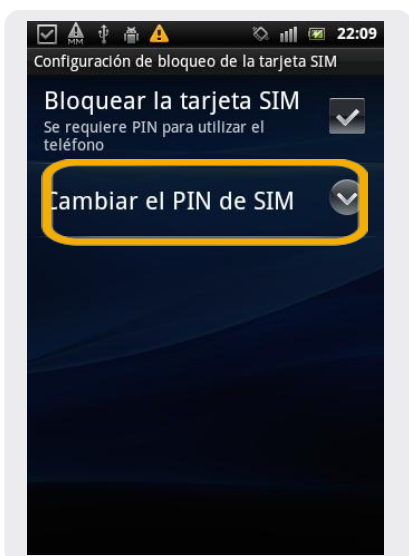 MM 22:09
Configuración de bloqueo de la tarjeta SIM
Bloquear la tarjeta SIM
Se requiere PIN para utilizar el
teléfono
Cambiar el PIN de SIM